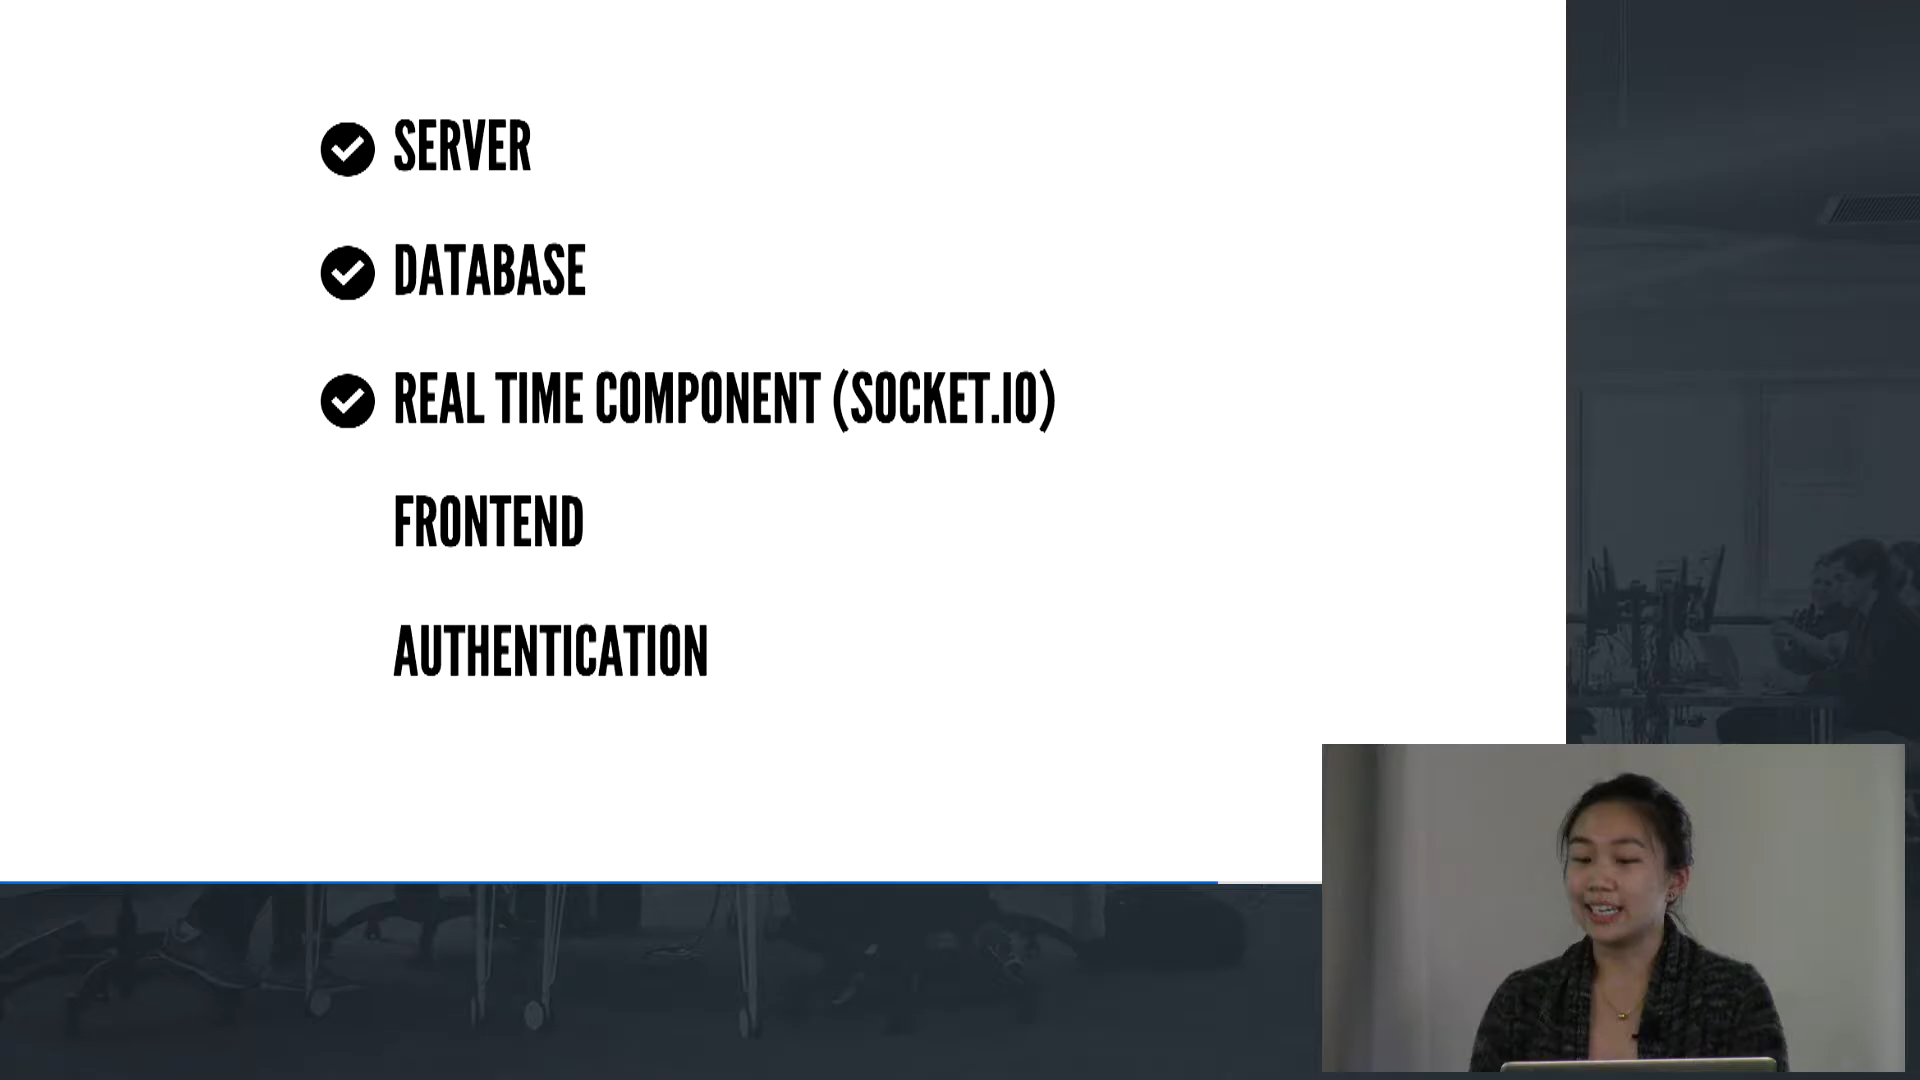 SERVER
DATABASE
REAL TIME COMPONENT (SOCKET.IO)
FRONTEND
AUTHENTICATION